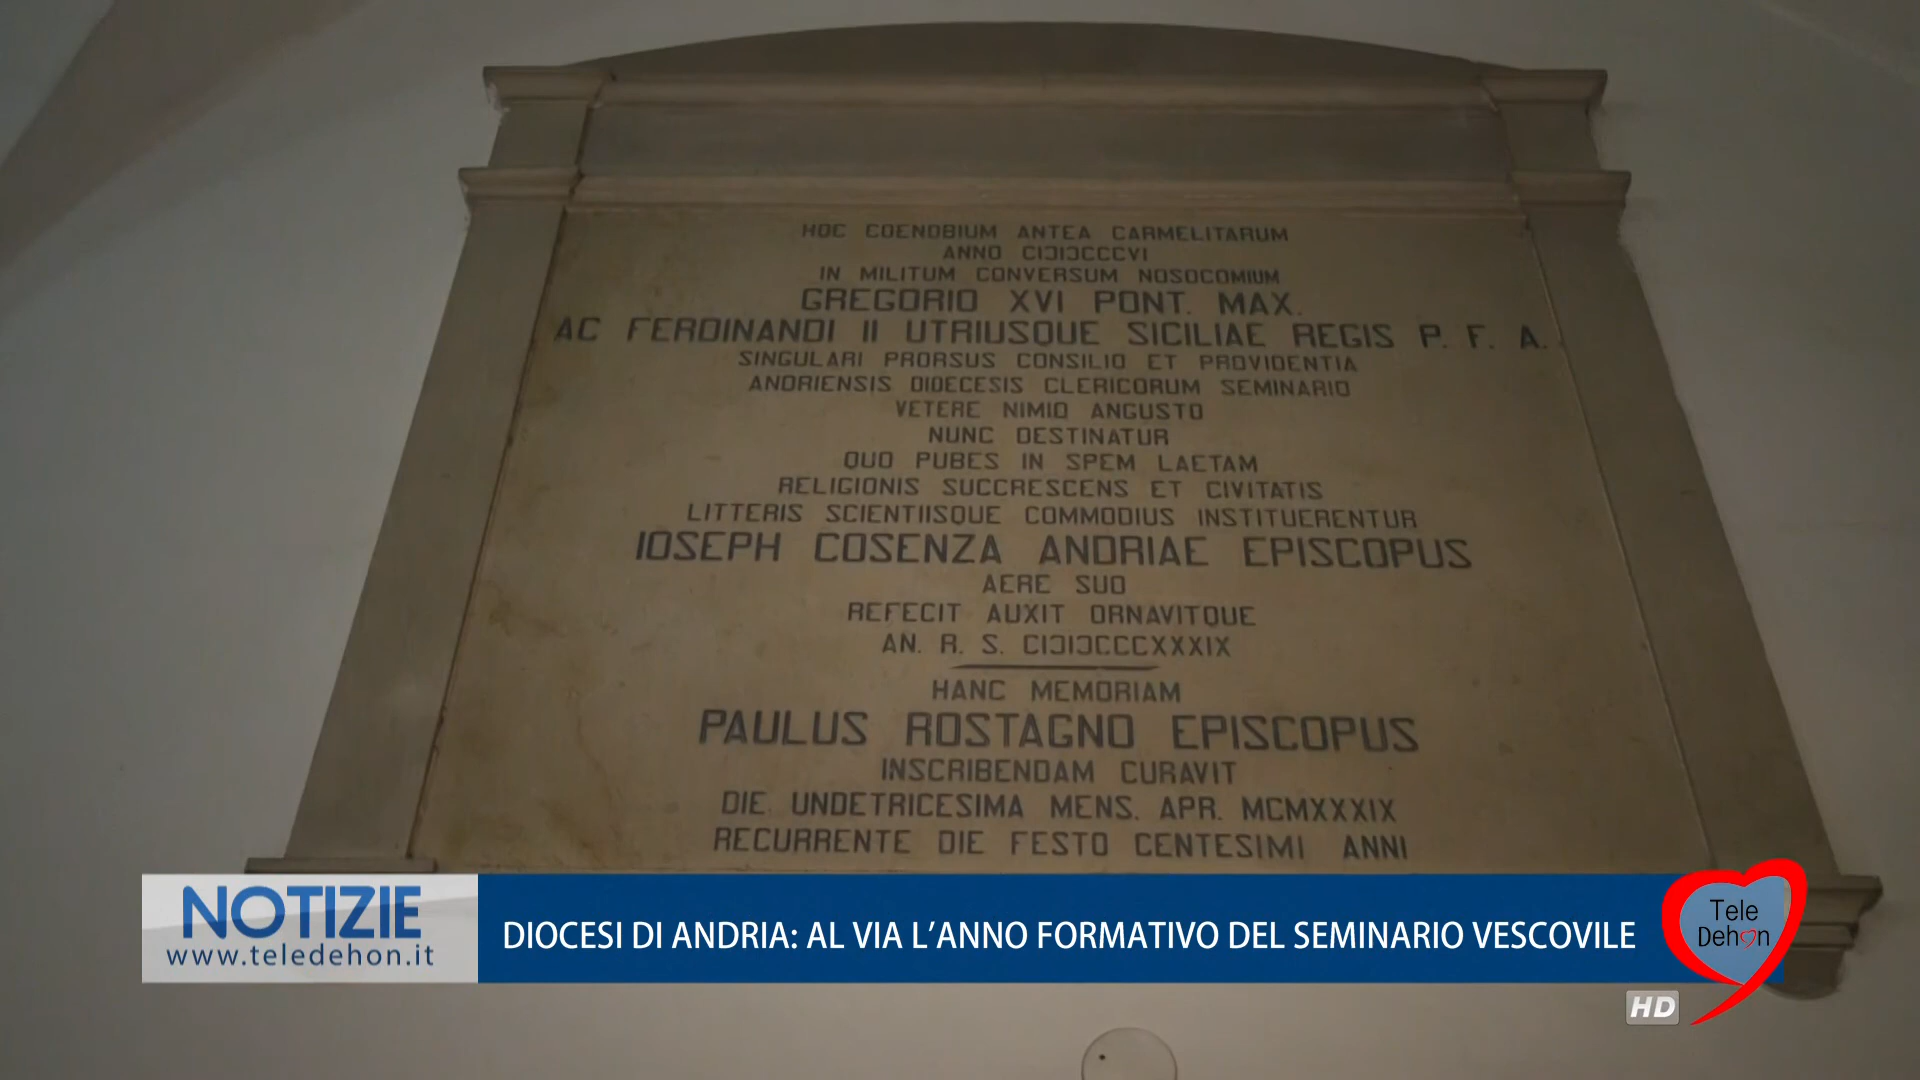 HOC COENOBIUM ANTEA CARMELITARUM
ANNO CIƆIƆCCCVI
IN MILITUM CONVERSUM NOSOCOMIUM
GREGORIO XVI PONT. MAX.
AC FERDINANDI II UTRIUSQUE SICILIAE REGIS P. F. A.
SINGULARI PRORSUS CONSILIO ET PROVIDENTIA
ANDRIENSIS DIOECESIS CLERICORUM SEMINARIO
VETERE NIMIO ANGUSTO
NUNC DESTINATUR
QUO PUBES IN SPEM LAETAM
RELIGIONIS SUCCRESCENS ET CIVITATIS
LITTERIS SCIENTIISQUE COMMODIUS INSTITUERENTUR
IOSEPH COSENZA ANDRIAE EPISCOPUS
AERE SUO
REFECIT AUXIT ORNAVITQUE
AN. R. S. CIƆIƆCCCXXXIX
HANC MEMORIAM
PAULUS ROSTAGNO EPISCOPUS
INSCRIBENDAM CURAVIT
DIE UNDETRICESIMA MENS. APR. MCMXXXIX
RECURRENTE DIE FESTO CENTESIMI ANNI
NOTIZIE
www.teledehon.it
DIOCESI DI ANDRIA: AL VIA L'ANNO FORMATIVO DEL SEMINARIO VESCOVILE
Tele
Dehon
HD